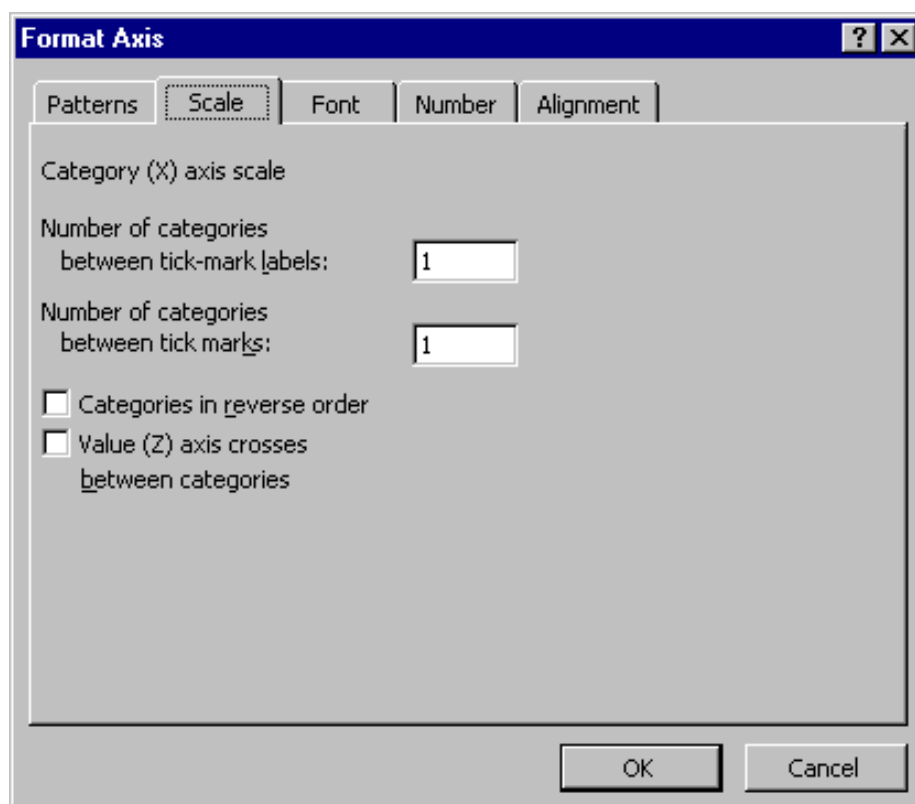 Format Axis ? X
Patterns Scale Font Number Alignment
Category (X) axis scale
Number of categories
between tick-mark labels: 1
Number of categories
between tick marks: 1
Categories in reverse order
Value (Z) axis crosses
between categories
OK Cancel